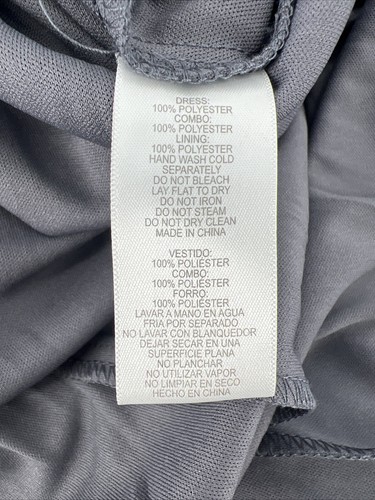 DRESS:
100% POLYESTER
COMBO:
100% POLYESTER
LINING:
100% POLYESTER
HAND WASH COLD
SEPARATELY
DO NOT BLEACH
LAY FLAT TO DRY
DO NOT IRON
DO NOT STEAM
DO NOT DRY CLEAN
MADE IN CHINA
VESTIDO:
100% POLIÉSTER
COMBO:
100% POLIÉSTER
FORRO:
100% POLIÉSTER
LAVAR A MANO EN AGUA
FRIA POR SEPARADO
NO LAVAR CON BLANQUEDOR
DEJAR SECAR EN UNA
SUPERFICIE PLANA
NO PLANCHAR
NO UTILIZAR VAPOR
NO LIMPIAR EN SECO
HECHO EN CHINA